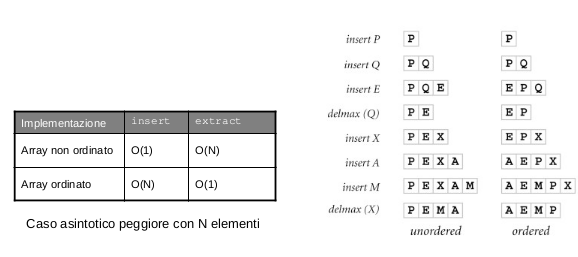 Implementazione insert extract
Array non ordinato O(1) O(N)
Array ordinato O(N) O(1)
Caso asintotico peggiore con N elementi
insert P P P
insert Q P Q P Q
insert E P Q E E P Q
delmax (Q) P E E P
insert X P E X E P X
insert A P E X A A E P X
insert M P E X A M A E M P X
delmax (X) P E M A A E M P
unordered ordered